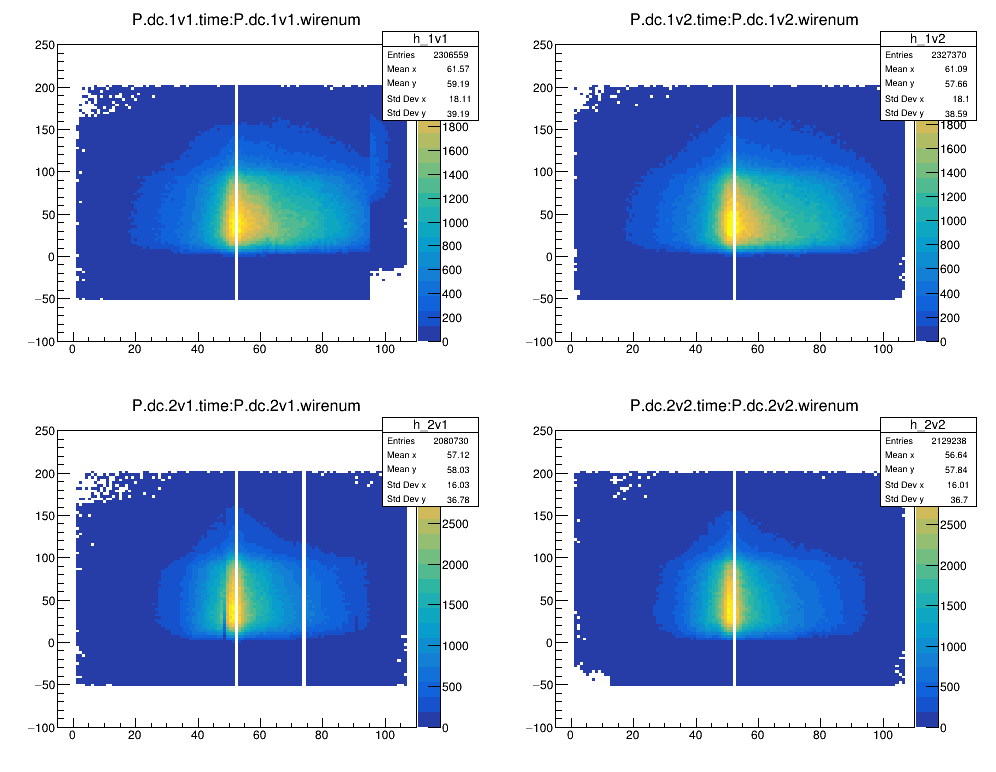 P.dc.1v1.time:P.dc.1v1.wirenum
h_1v1
Entries 2306559
Mean x 61.57
Mean y 59.19
Std Dev x 18.11
Std Dev y 39.19
250
200
150
100
50
0
−50
−100
0 20 40 60 80 100
1800
1600
1400
1200
1000
800
600
400
200
0
P.dc.1v2.time:P.dc.1v2.wirenum
h_1v2
Entries 2327370
Mean x 61.09
Mean y 57.66
Std Dev x 18.1
Std Dev y 38.59
250
200
150
100
50
0
−50
−100
0 20 40 60 80 100
1800
1600
1400
1200
1000
800
600
400
200
0
P.dc.2v1.time:P.dc.2v1.wirenum
h_2v1
Entries 2080730
Mean x 57.12
Mean y 58.03
Std Dev x 16.03
Std Dev y 36.78
250
200
150
100
50
0
−50
−100
0 20 40 60 80 100
2500
2000
1500
1000
500
0
P.dc.2v2.time:P.dc.2v2.wirenum
h_2v2
Entries 2129238
Mean x 56.64
Mean y 57.84
Std Dev x 16.01
Std Dev y 36.7
250
200
150
100
50
0
−50
−100
0 20 40 60 80 100
2500
2000
1500
1000
500
0